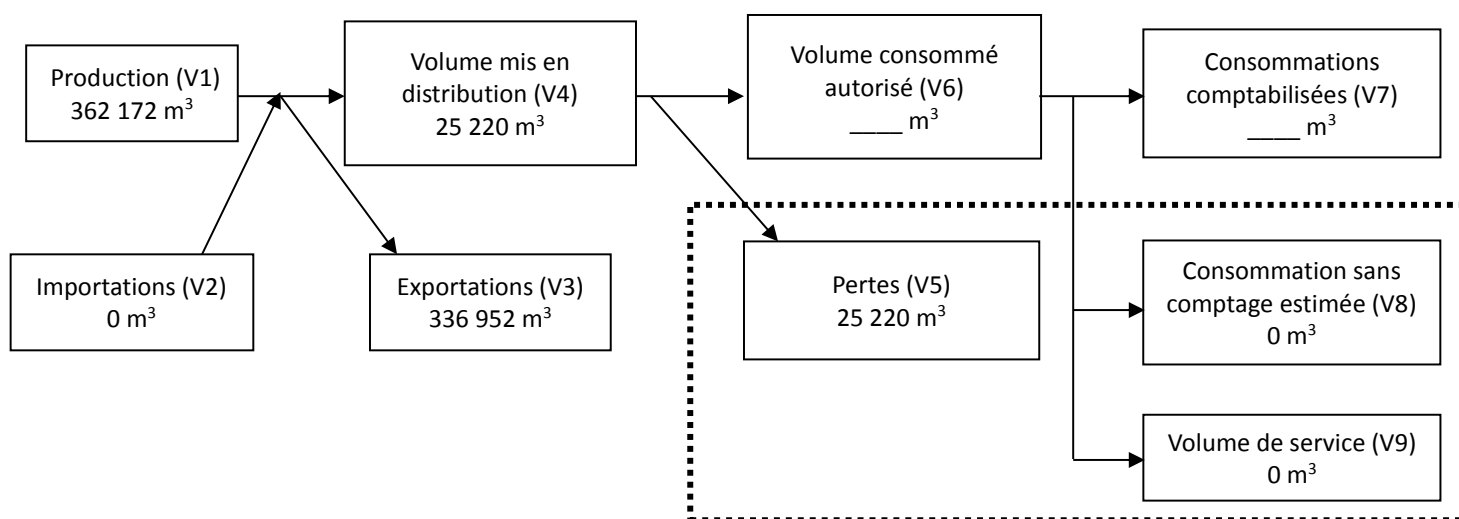 Production (V1)
362 172 m³
Volume mis en
distribution (V4)
25 220 m³
Volume consommé
autorisé (V6)
____ m³
Consommations
comptabilisées (V7)
____ m³
Importations (V2)
0 m³
Exportations (V3)
336 952 m³
Pertes (V5)
25 220 m³
Consommation sans
comptage estimée (V8)
0 m³
Volume de service (V9)
0 m³